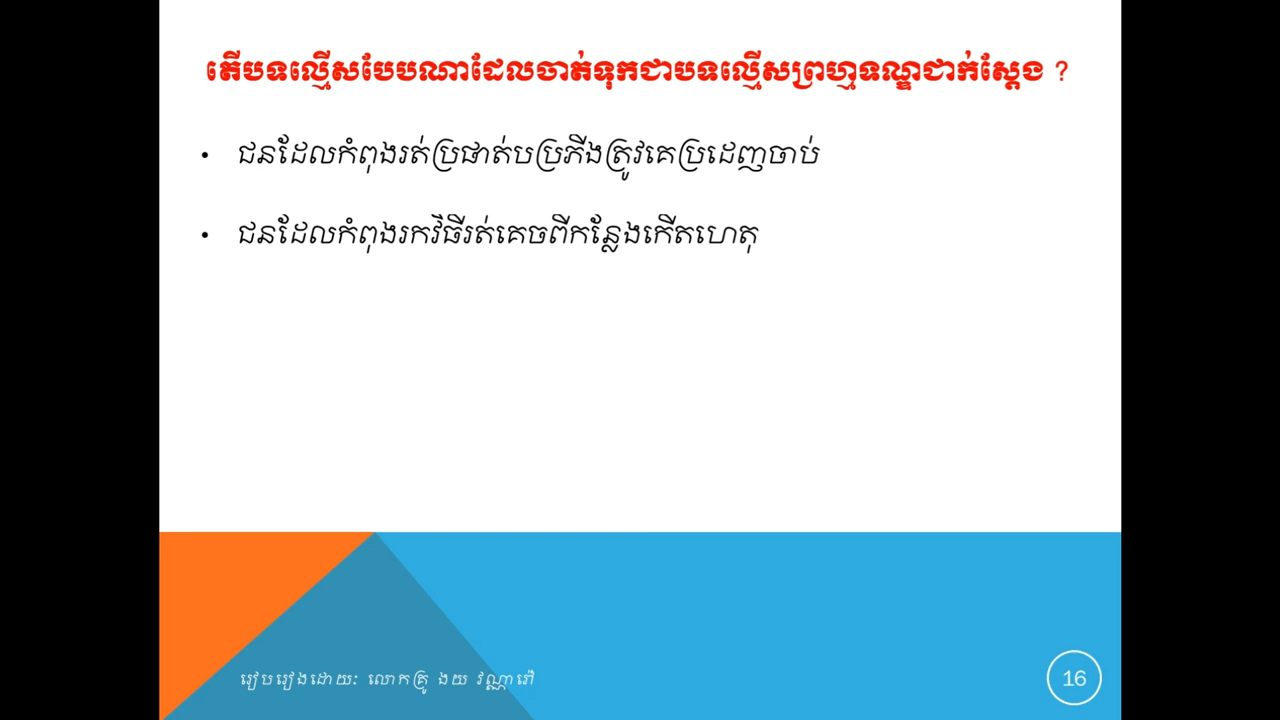 តើបទល្មើសបែបណាដែលចាត់ទុកជាបទល្មើសព្រហ្មទណ្ឌជាក់ស្ដែង ?
• ជនដែលកំពុងរត់ប្រផាត់បប្រភីងត្រូវគេប្រដេញចាប់
• ជនដែលកំពុងរកវិធីរត់គេចពីកន្លែងកើតហេតុ
រៀបរៀងដោយ: លោកគ្រូ ងយ វណ្ណារ៉ៅ
16